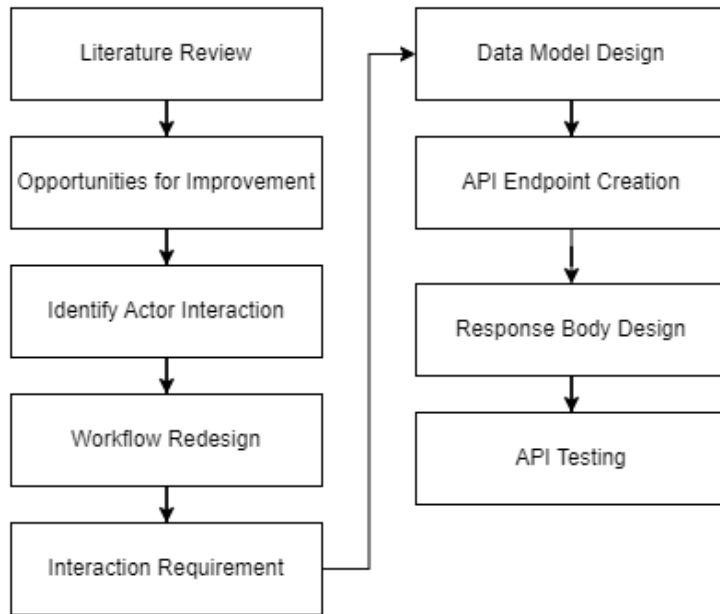 Literature Review
Opportunities for Improvement
Identify Actor Interaction
Workflow Redesign
Interaction Requirement
Data Model Design
API Endpoint Creation
Response Body Design
API Testing